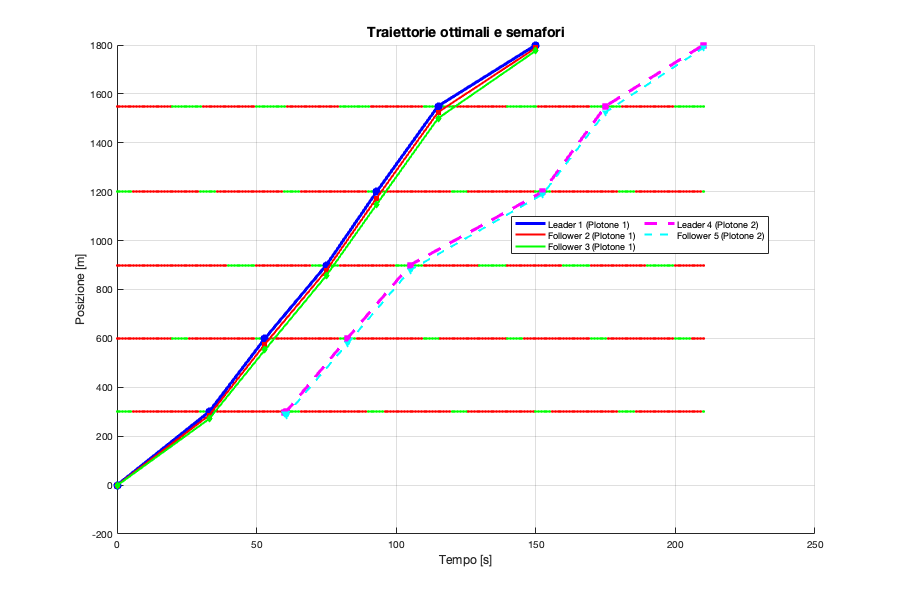 Traiettorie ottimali e semafori
1800
1600
1400
1200
1000
800
600
400
200
0
-200
Posizione [m]
Leader 1 (Plotone 1)
Follower 2 (Plotone 1)
Follower 3 (Plotone 1)
Leader 4 (Plotone 2)
Follower 5 (Plotone 2)
0 50 100 150 200 250
Tempo [s]